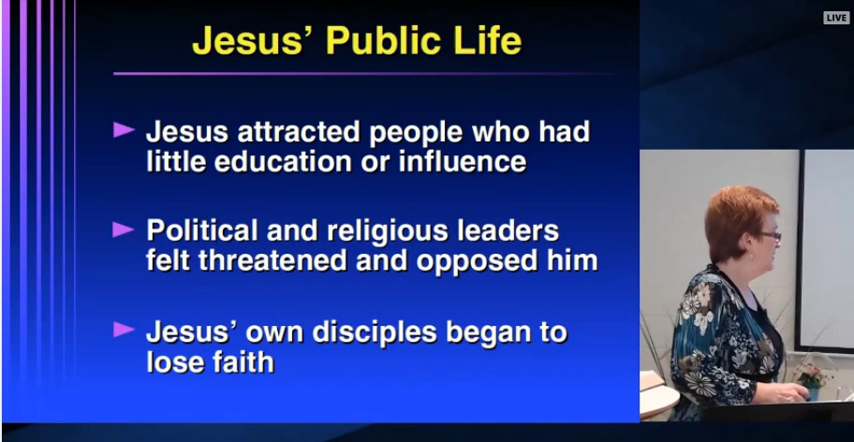 LIVE
Jesus' Public Life
Jesus attracted people who had
little education or influence
Political and religious leaders
felt threatened and opposed him
Jesus' own disciples began to
lose faith